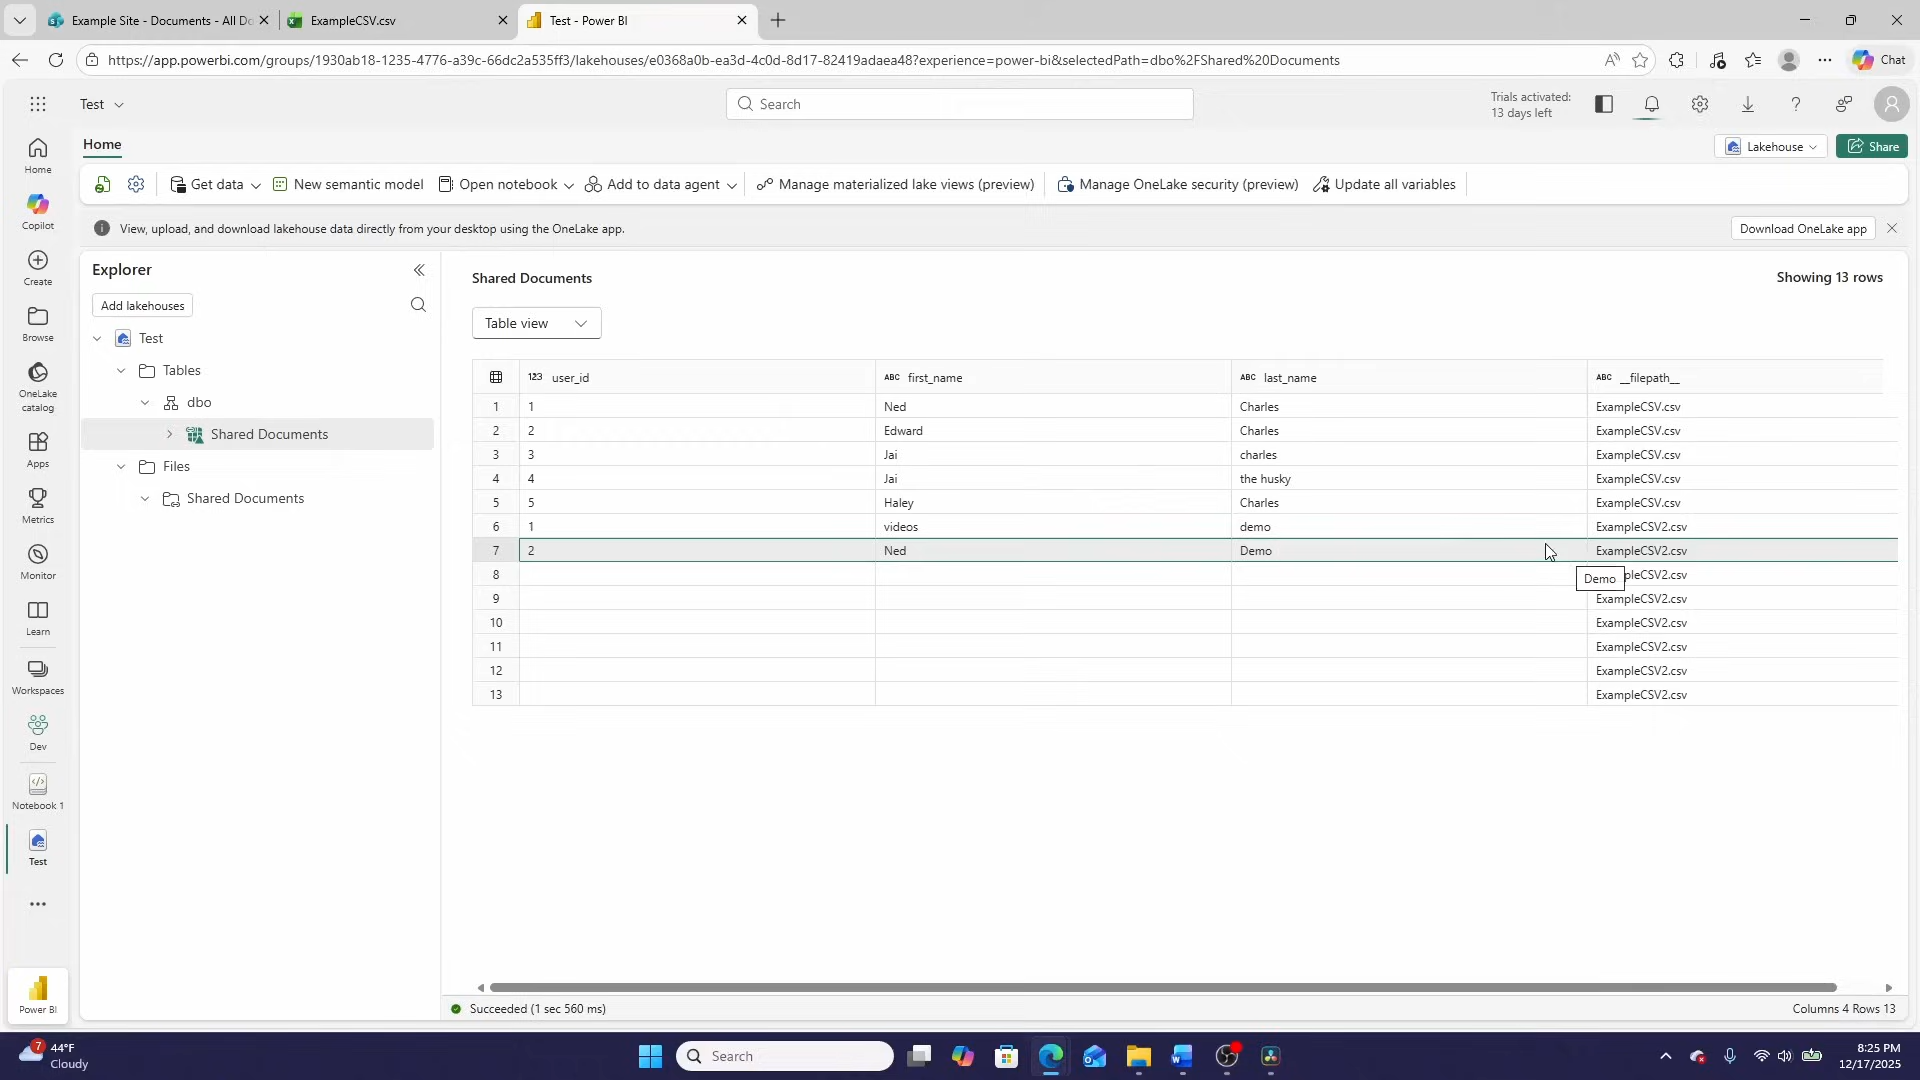 Example Site - Documents - All Do
ExampleCSV.csv
Test - Power BI
https://app.powerbi.com/groups/1930ab18-1235-4776-a39c-66dc2a535ff3/lakehouses/e0368a0b-ea3d-4c0d-8d17-82419adaea48?experience=power-bi&selectedPath=dbo%2FShared%20Documents
Chat
Test
Search
Trials activated:
13 days left
Home
Lakehouse
Share
Get data
New semantic model
Open notebook
Add to data agent
Manage materialized lake views (preview)
Manage OneLake security (preview)
Update all variables
View, upload, and download lakehouse data directly from your desktop using the OneLake app.
Download OneLake app
Home
Copilot
Create
Browse
OneLake
catalog
Apps
Metrics
Monitor
Learn
Workspaces
Dev
Notebook 1
Test
Power BI
Explorer
Add lakehouses
Test
Tables
dbo
Shared Documents
Files
Shared Documents
Shared Documents
Showing 13 rows
Table view
123 user_id ABC first_name ABC last_name ABC __filepath__
1 1 Ned Charles ExampleCSV.csv
2 2 Edward Charles ExampleCSV.csv
3 3 Jai charles ExampleCSV.csv
4 4 Jai the husky ExampleCSV.csv
5 5 Haley Charles ExampleCSV.csv
6 1 videos demo ExampleCSV2.csv
7 2 Ned Demo ExampleCSV2.csv
8 pleCSV2.csv
Demo
9 ExampleCSV2.csv
10 ExampleCSV2.csv
11 ExampleCSV2.csv
12 ExampleCSV2.csv
13 ExampleCSV2.csv
Succeeded (1 sec 560 ms)
Columns 4 Rows 13
7
44°F
Cloudy
Search
8:25 PM
12/17/2025